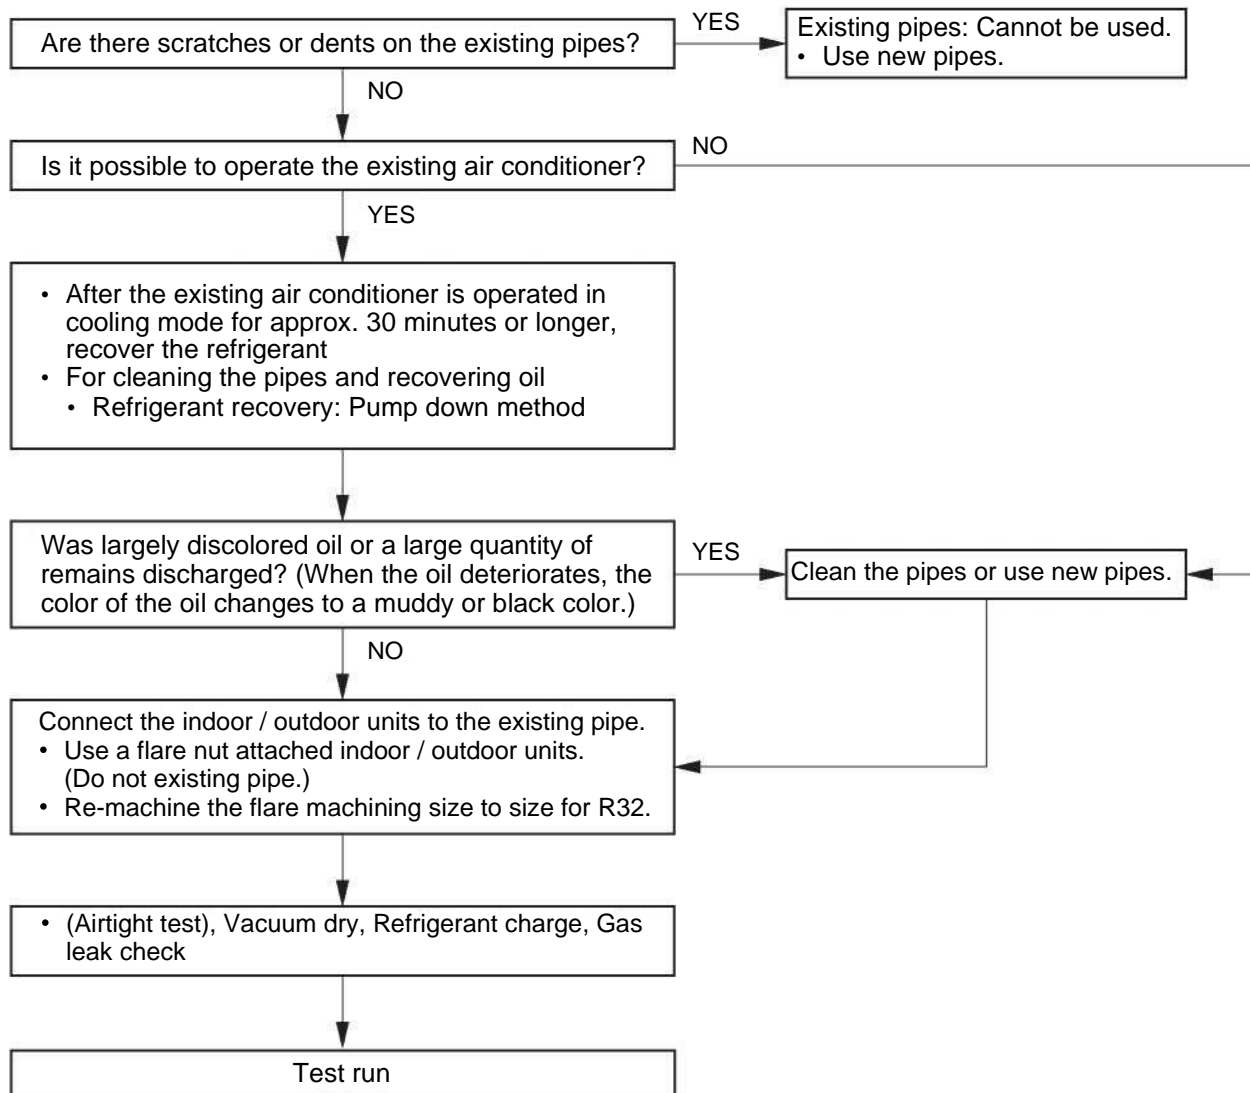 Are there scratches or dents on the existing pipes?
YES
Existing pipes: Cannot be used.
• Use new pipes.
NO
Is it possible to operate the existing air conditioner?
NO
YES
• After the existing air conditioner is operated in
cooling mode for approx. 30 minutes or longer,
recover the refrigerant
• For cleaning the pipes and recovering oil
• Refrigerant recovery: Pump down method
Was largely discolored oil or a large quantity of
remains discharged? (When the oil deteriorates, the
color of the oil changes to a muddy or black color.)
YES
Clean the pipes or use new pipes.
NO
Connect the indoor / outdoor units to the existing pipe.
• Use a flare nut attached indoor / outdoor units.
(Do not existing pipe.)
• Re-machine the flare machining size to size for R32.
• (Airtight test), Vacuum dry, Refrigerant charge, Gas
leak check
Test run